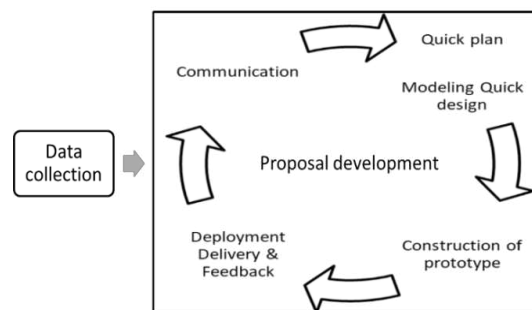 Data
collection
Communication
Quick plan
Modeling Quick
design
Proposal development
Construction of
prototype
Deployment
Delivery &
Feedback